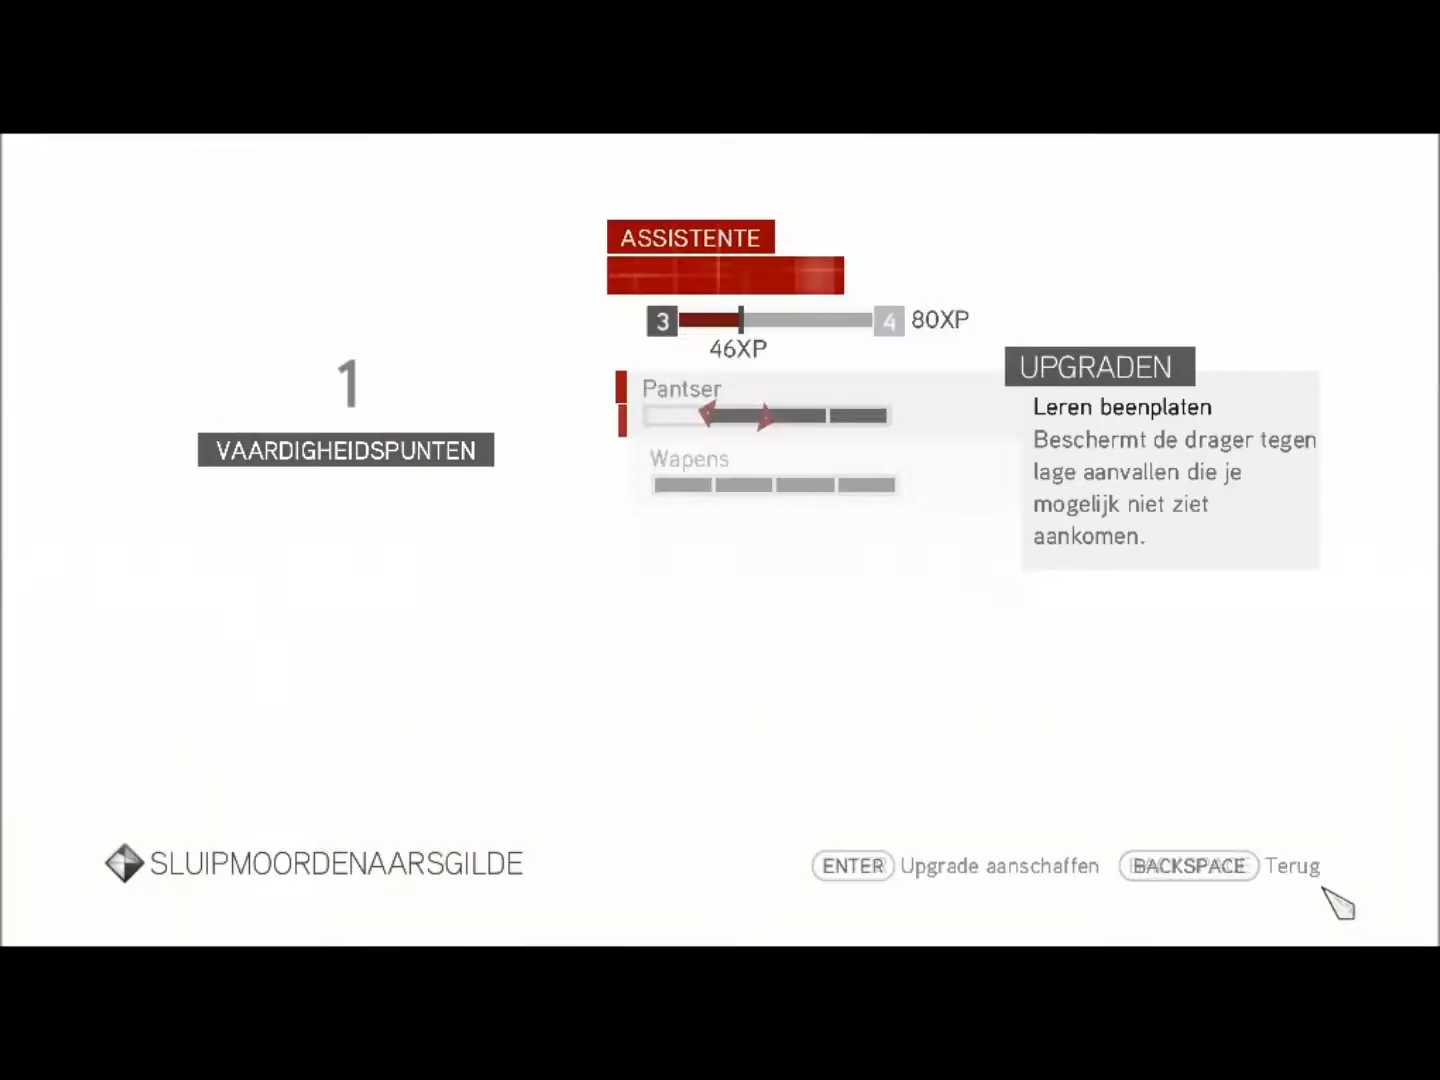 ASSISTENTE
3
4
80XP
46XP
1
VAARDIGHEIDSPUNTEN
Pantser
Wapens
UPGRADEN
Leren beenplaten
Beschermt de drager tegen
lage aanvallen die je
mogelijk niet ziet
aankomen.
SLUIPMOORDENAARSGILDE
ENTER Upgrade aanschaffen BACKSPACE Terug